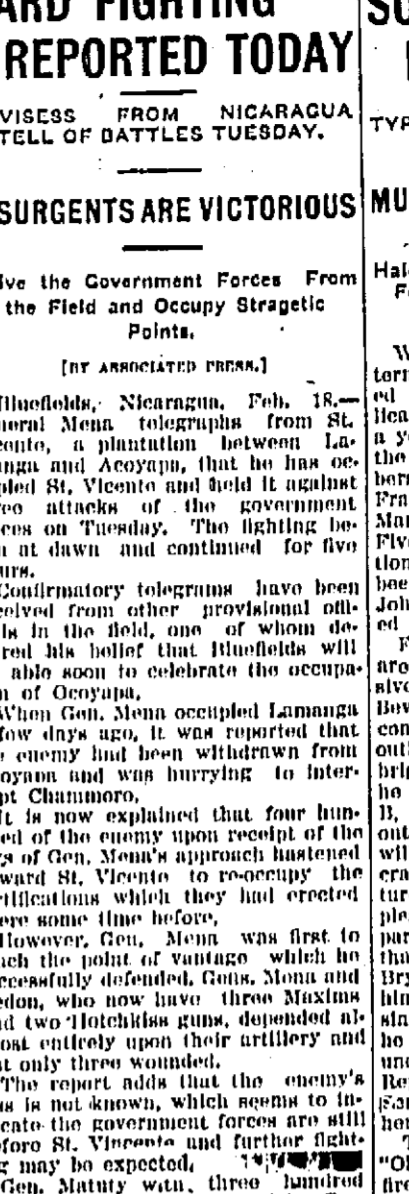 ARD FIGHTING
REPORTED TODAY
VISESS FROM NICARAGUA
TELL OF BATTLES TUESDAY.
SURGENTS ARE VICTORIOUS
ive the Government Forces From
the Field and Occupy Stragetic
Points.
[BY ASSOCIATED PRESS.]
Bluefields, Nicaragua, Feb. 18.—
neral Mena telegraphs from St.
cente, a plantation between La-
anga and Acoyapa, that he has oc-
pied St. Vicente and held it against
ree attacks of the government
ces on Tuesday. The fighting be-
n at dawn and continued for five
urs.
Confirmatory telegrams have been
ceived from other provisional offi-
ls in the field, one of whom de-
red his belief that Bluefields will
able soon to celebrate the occupa-
n of Ocoyapa.
When Gen. Mena occupied Lamanga
few days ago, it was reported that
enemy had been withdrawn from
oyapa and was hurrying to inter-
pt Chammoro.
It is now explained that four hun-
ed of the enemy upon receipt of the
s of Gen. Mena's approach hastened
ward St. Vicente to re-occupy the
rtifications which they had erected
ere some time before.
However, Gen. Mena was first to
ach the point of vantage which he
ccessfully defended. Gens. Mena and
edon, who now have three Maxims
d two Hotchkiss guns, depended al-
ost entirely upon their artillery and
t only three wounded.
The report adds that the enemy's
s is not known, which seems to in-
cate the government forces are still
efore St. Vincente and further fight-
g may be expected.
Gen. Matuty with, three hundred
SU
TYP
MU
Hal
F
W
tern
ed
lica
a y
the
bern
Fra
Mar
Five
tion
bee
Joh
ed
F
aro
sive
Bev
con
outl
brin
he
B.
out
wil
cra
tur
ple
par
tha
Bry
him
sin
he
un
Re
San
ho
T
"Ol
fire